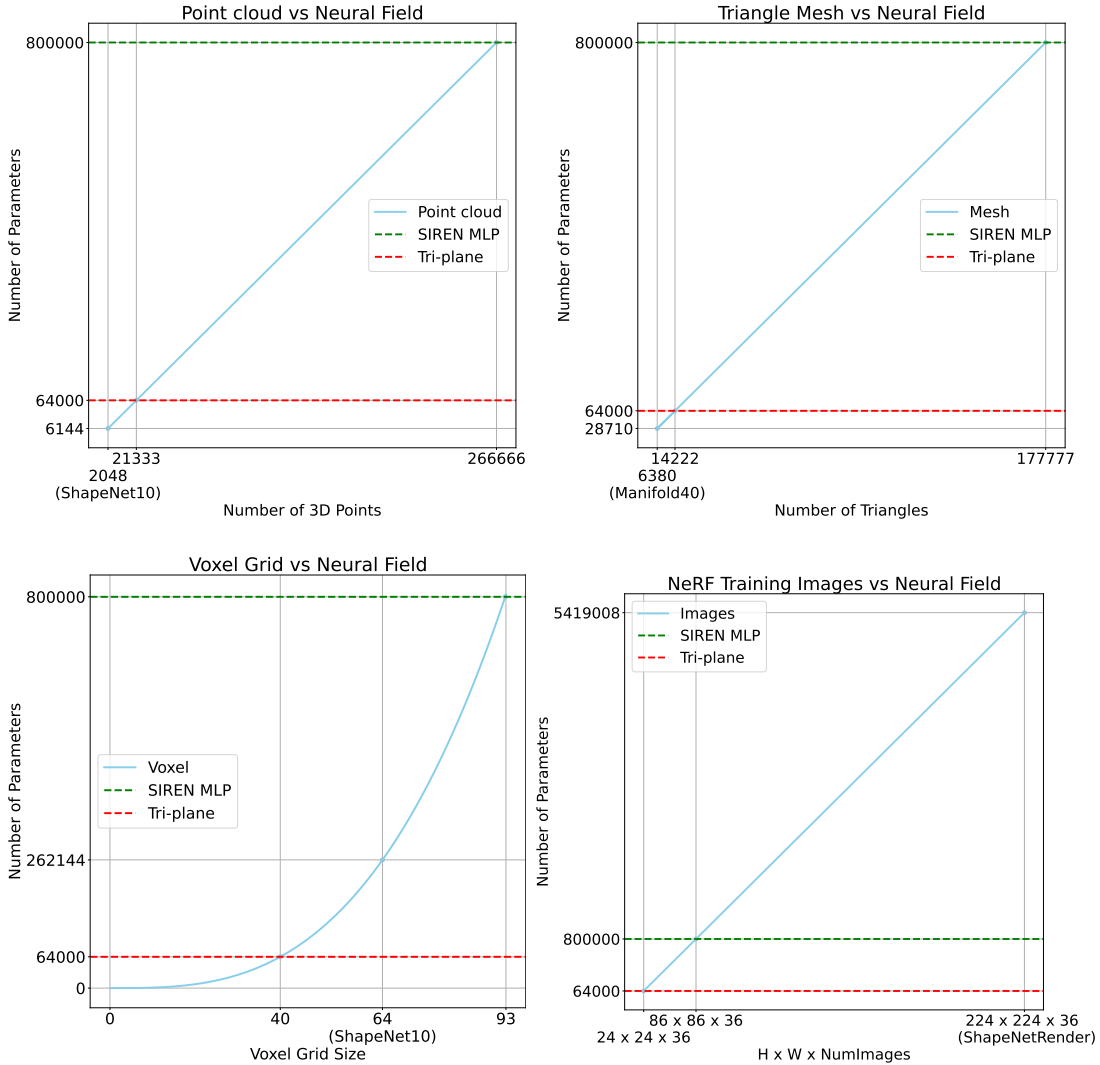 Point cloud vs Neural Field
Number of Parameters
800000
64000
6144
Point cloud
SIREN MLP
Tri-plane
21333
266666
2048
(ShapeNet10)
Number of 3D Points
Triangle Mesh vs Neural Field
Number of Parameters
800000
64000
28710
Mesh
SIREN MLP
Tri-plane
14222
177777
6380
(Manifold40)
Number of Triangles
Voxel Grid vs Neural Field
Number of Parameters
800000
262144
64000
0
Voxel
SIREN MLP
Tri-plane
0
40
64
93
(ShapeNet10)
Voxel Grid Size
NeRF Training Images vs Neural Field
Number of Parameters
5419008
800000
64000
Images
SIREN MLP
Tri-plane
86 x 86 x 36
224 x 224 x 36
24 x 24 x 36
(ShapeNetRender)
H x W x NumImages